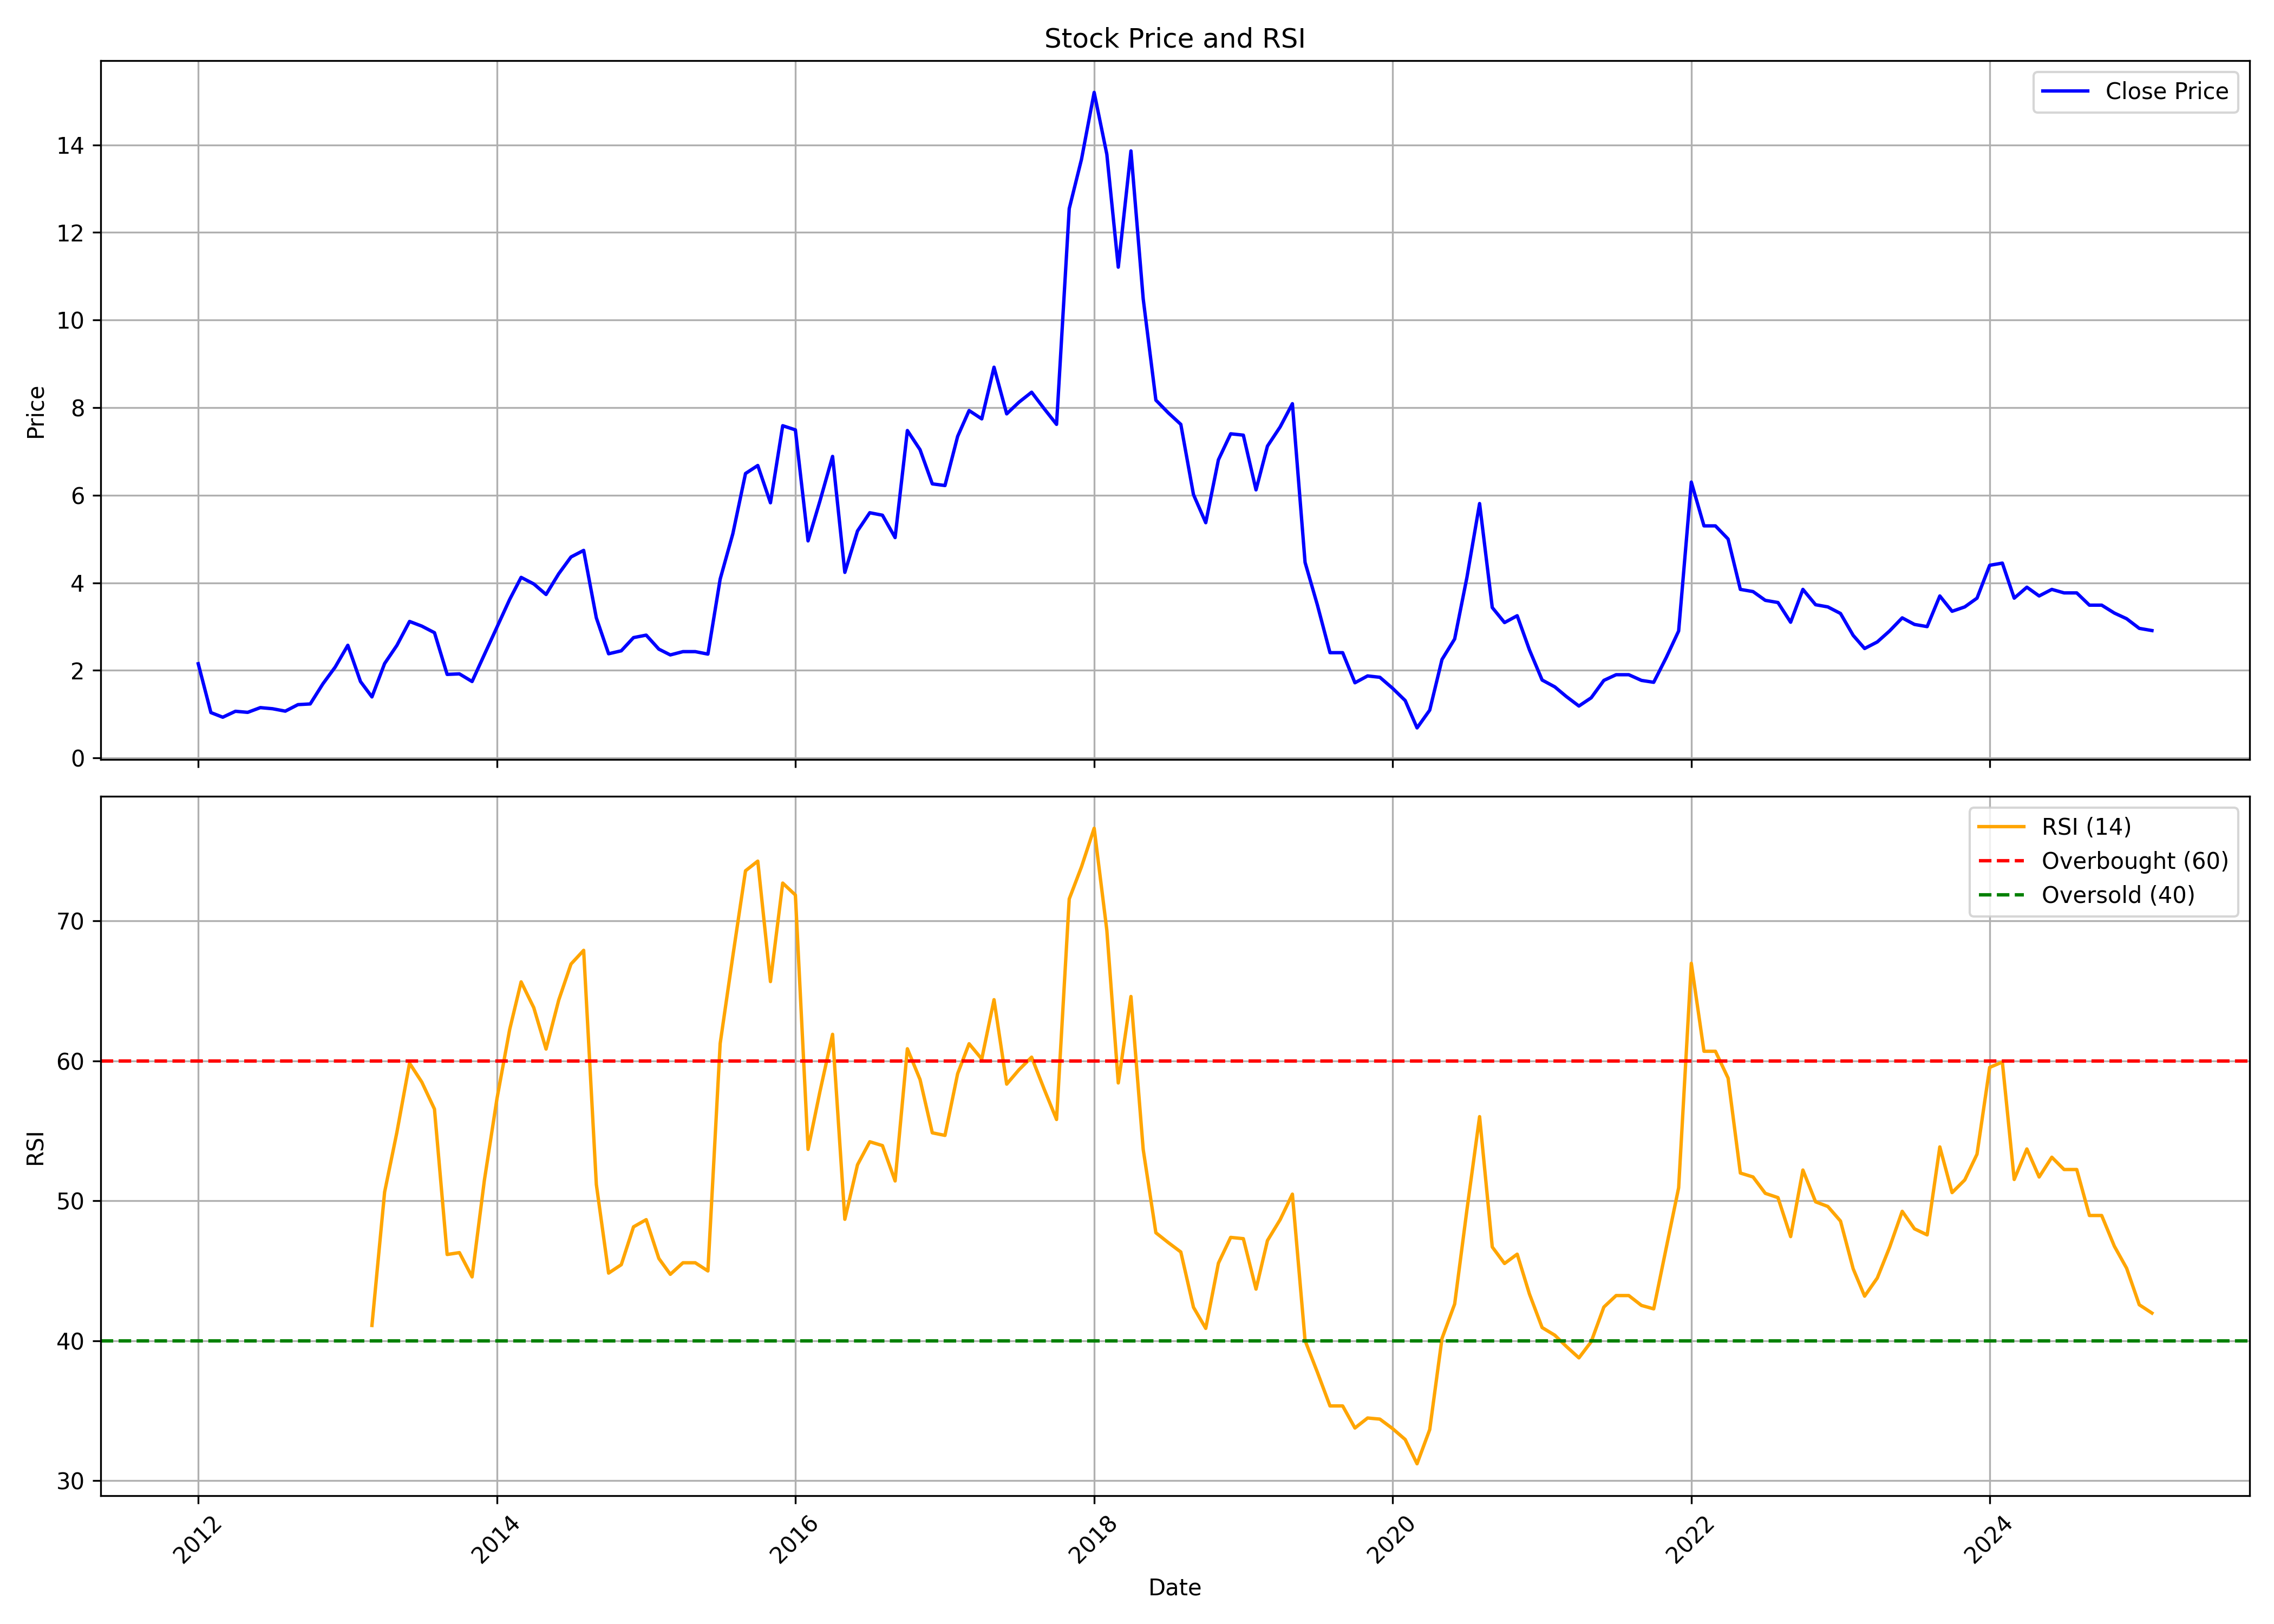 Stock Price and RSI
Close Price
Price
14
12
10
8
6
4
2
0
RSI (14)
Overbought (60)
Oversold (40)
RSI
70
60
50
40
30
2012 2014 2016 2018 2020 2022 2024
Date